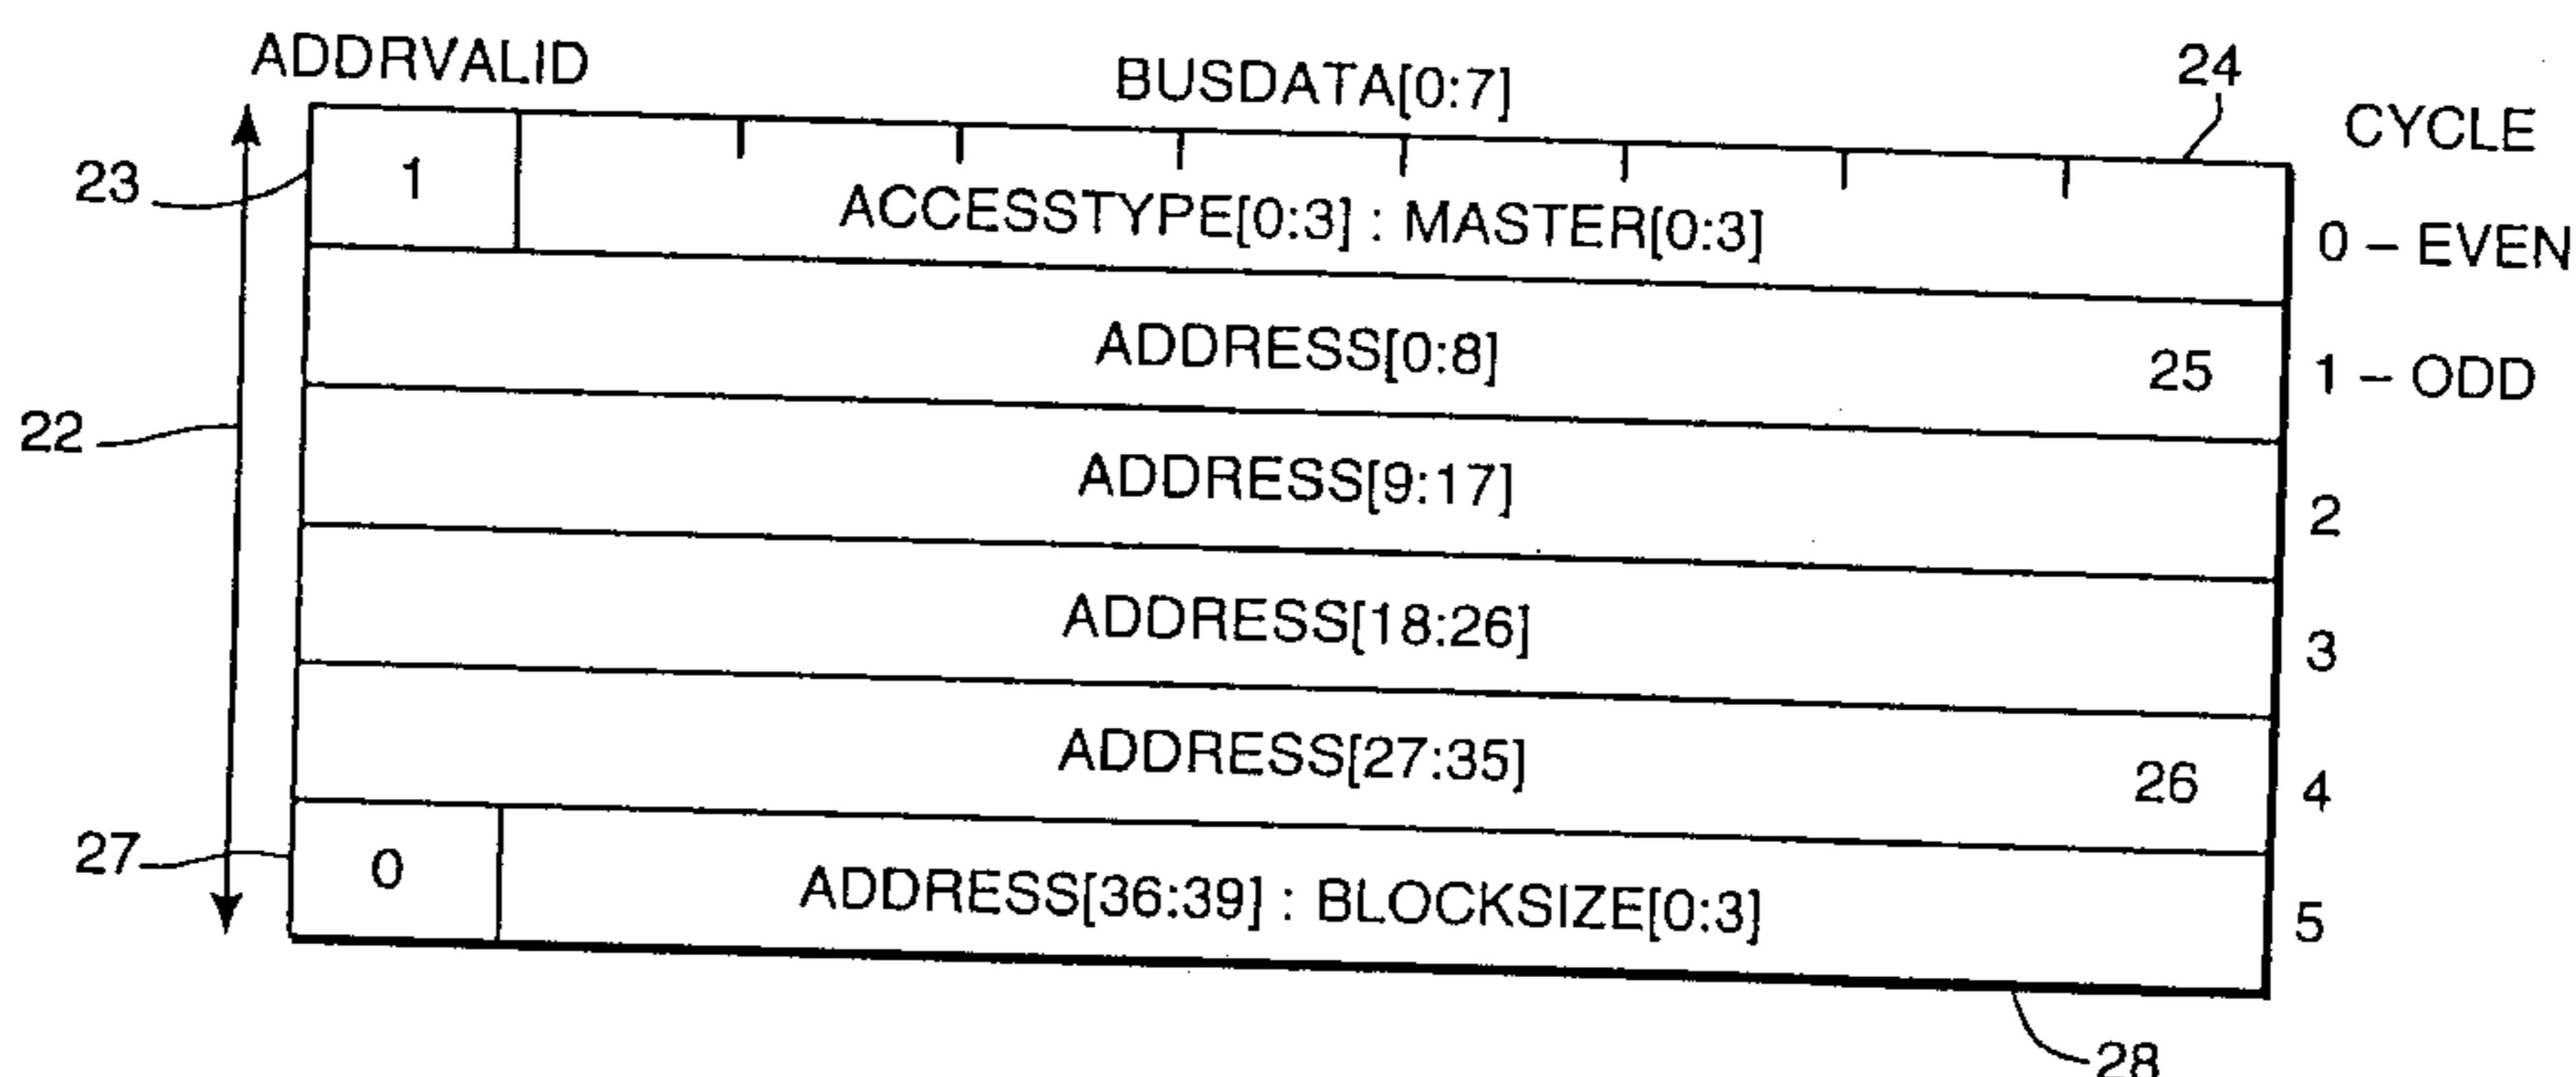 ADDRVALID
BUSDATA[0:7]
24
CYCLE
23
1
ACCESSTYPE[0:3] : MASTER[0:3]
0 – EVEN
ADDRESS[0:8]
25
1 – ODD
22
ADDRESS[9:17]
2
ADDRESS[18:26]
3
ADDRESS[27:35]
26
4
27
0
ADDRESS[36:39] : BLOCKSIZE[0:3]
5
28